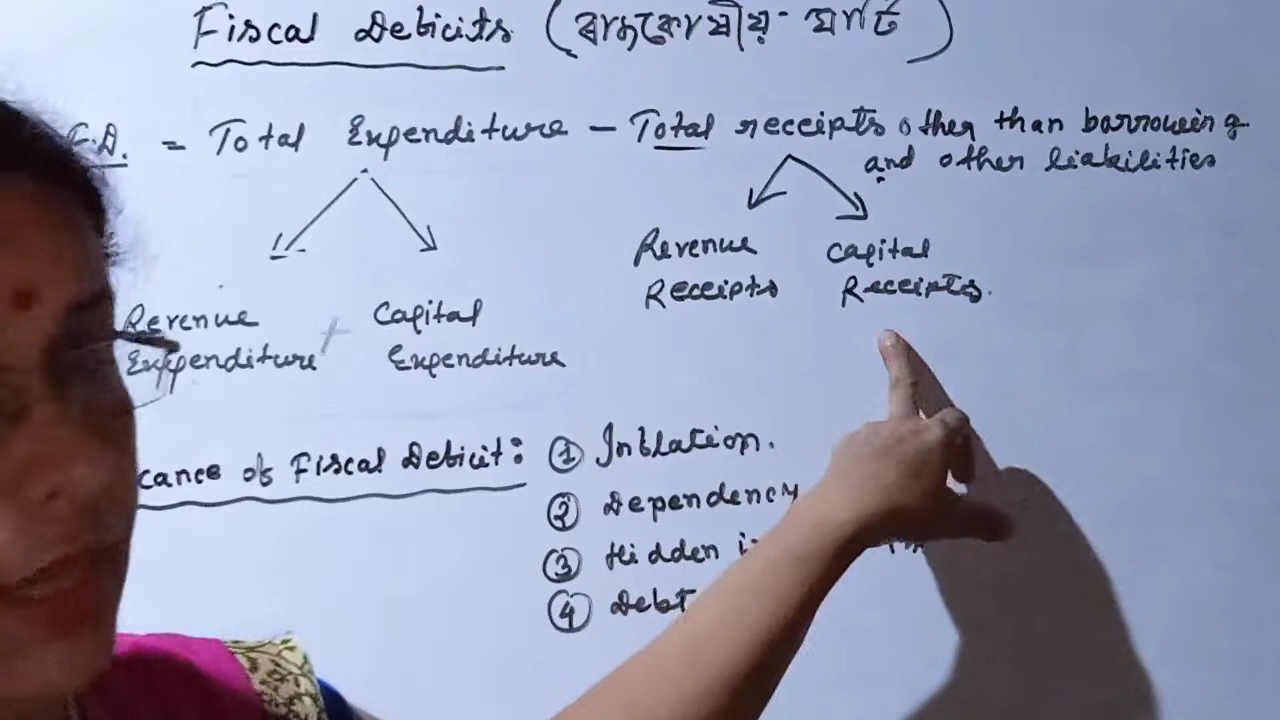 Fiscal Deficits (ৰাজকোষীয় ঘাটতি)
F.D. = Total Expenditure − Total receipts other than borrowing
and other liabilities
Revenue Receipts
Capital Receipts.
Revenue Expenditure + Capital Expenditure
cance of Fiscal Deficit: ① Inflation.
② Dependency
③ Hidden
④ Debt